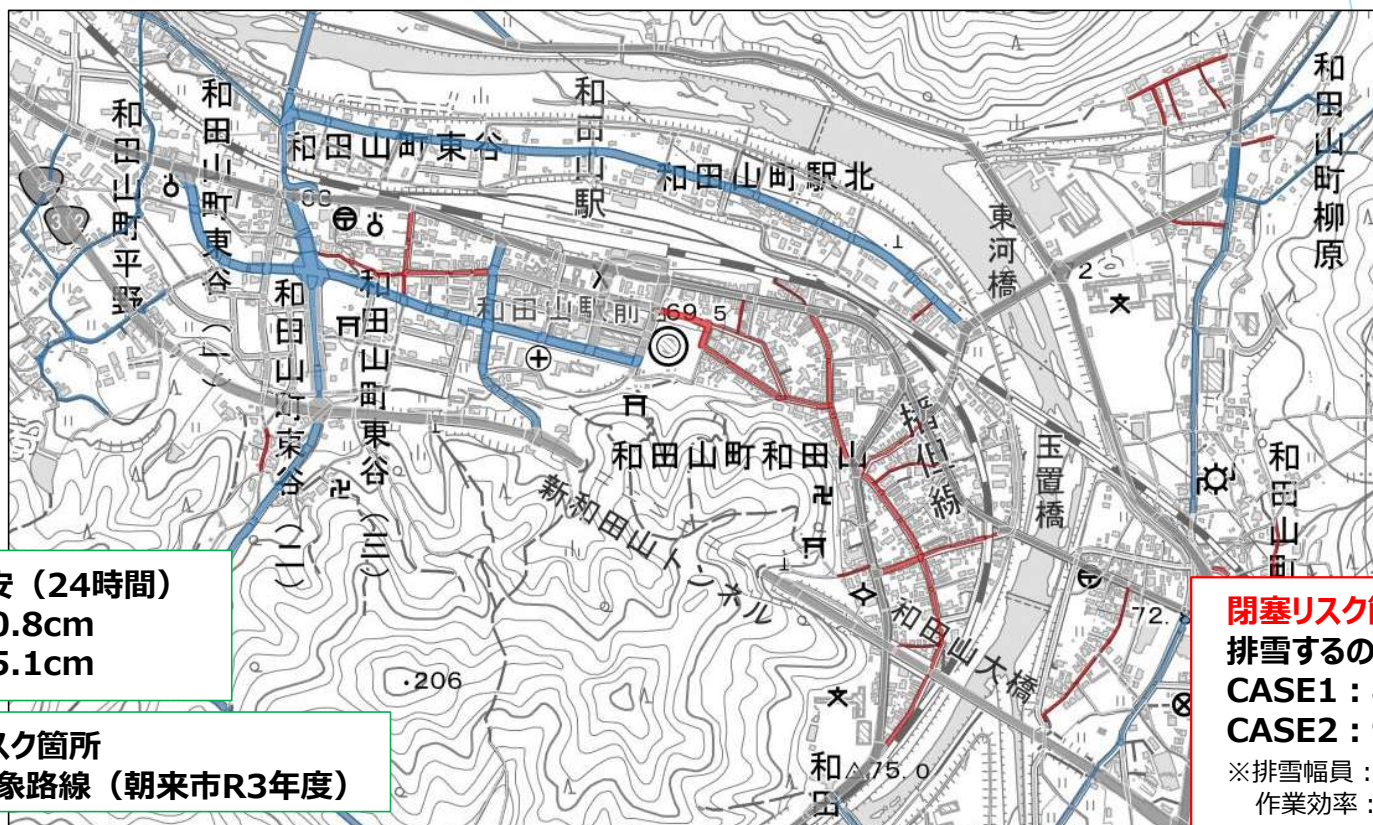 和田山町平野
和田山町東谷（一）
和田山町東谷
和田山駅
和田山町駅北
東河橋
和田山町柳原
和田山町東谷（二）
和田山町東谷（三）
和田山駅前
69.5
和田山町和田山
播但線
玉置橋
新和田山トンネル
和田山大橋
72.8
・206
75.0
和田
和田山町
安（24時間）
0.8cm
5.1cm
スク箇所
象路線（朝来市R3年度）
閉塞リスク箇
排雪するの
CASE1：
CASE2：
※排雪幅員：
作業効率：